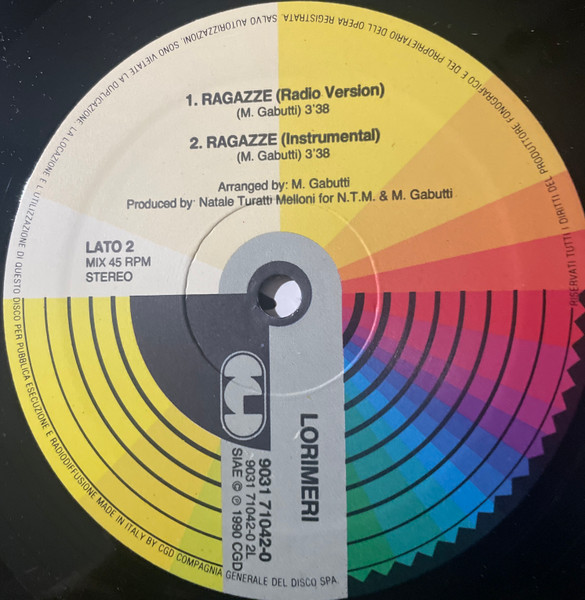 1. RAGAZZE (Radio Version)
(M. Gabutti) 3'38
2. RAGAZZE (Instrumental)
(M. Gabutti) 3'38
Arranged by: M. Gabutti
Produced by: Natale Turatti Melloni for N.T.M. & M. Gabutti
LATO 2
MIX 45 RPM
STEREO
CGD
LORIMERI
9031 71042-0
9031 71042-0 2L
SIAE © ℗ 1990 CGD
RISERVATI TUTTI I DIRITTI DEL PRODUTTORE FONOGRAFICO E DEL PROPRIETARIO DELL'OPERA REGISTRATA. SALVO AUTORIZZAZIONI, SONO VIETATE LA DUPLICAZIONE, LA LOCAZIONE E L'UTILIZZAZIONE DI QUESTO DISCO PER PUBBLICA ESECUZIONE E RADIODIFFUSIONE MADE IN ITALY BY CGD COMPAGNIA GENERALE DEL DISCO SPA